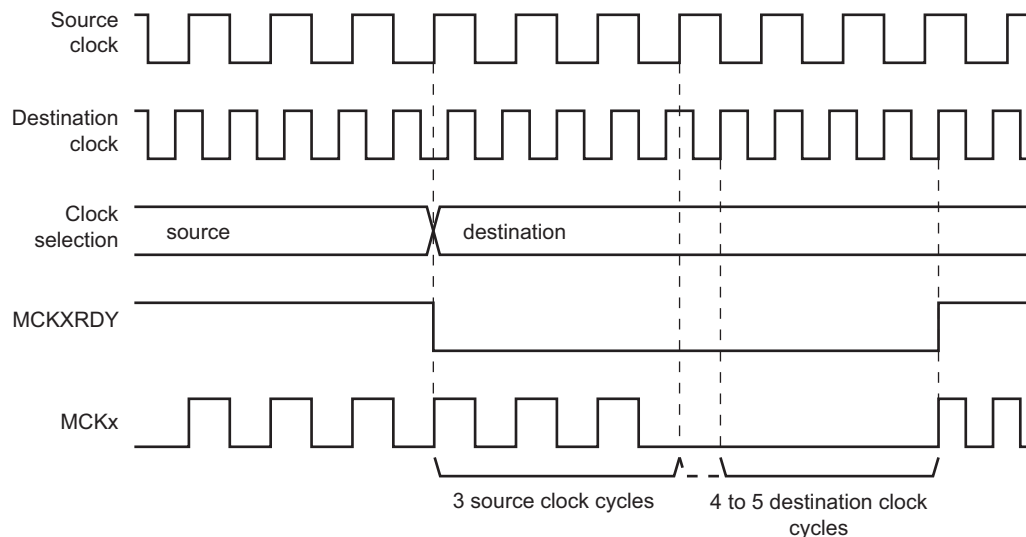 Source
clock
Destination
clock
Clock
selection
source
destination
MCKXRDY
MCKx
3 source clock cycles
4 to 5 destination clock
cycles